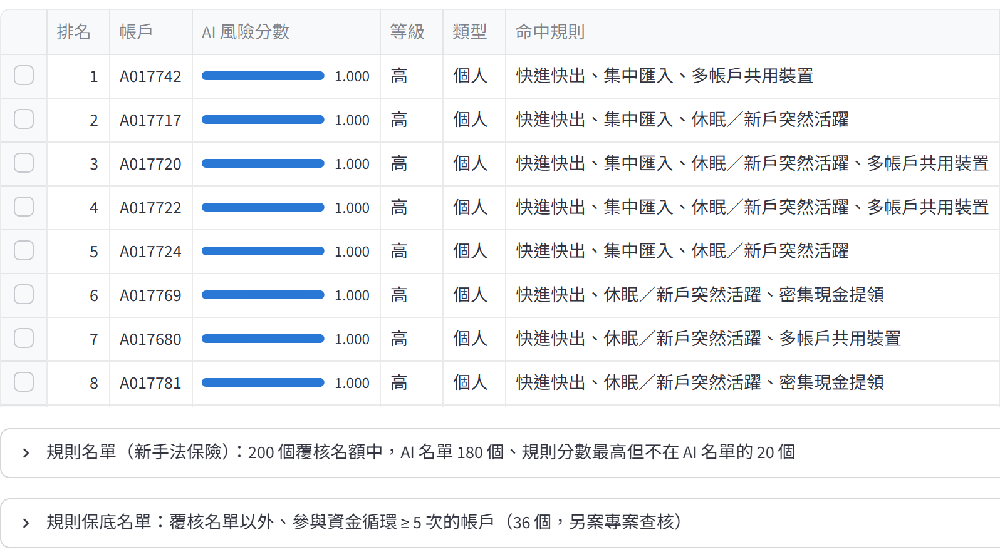 排名 帳戶 AI 風險分數 等級 類型 命中規則
1 A017742 1.000 高 個人 快進快出、集中匯入、多帳戶共用裝置
2 A017717 1.000 高 個人 快進快出、集中匯入、休眠／新戶突然活躍
3 A017720 1.000 高 個人 快進快出、集中匯入、休眠／新戶突然活躍、多帳戶共用裝置
4 A017722 1.000 高 個人 快進快出、集中匯入、休眠／新戶突然活躍、多帳戶共用裝置
5 A017724 1.000 高 個人 快進快出、集中匯入、休眠／新戶突然活躍
6 A017769 1.000 高 個人 快進快出、休眠／新戶突然活躍、密集現金提領
7 A017680 1.000 高 個人 快進快出、休眠／新戶突然活躍、多帳戶共用裝置
8 A017781 1.000 高 個人 快進快出、休眠／新戶突然活躍、密集現金提領
規則名單（新手法保險）：200 個覆核名額中，AI 名單 180 個、規則分數最高但不在 AI 名單的 20 個
規則保底名單：覆核名單以外、參與資金循環 ≥ 5 次的帳戶（36 個，另案專案查核）